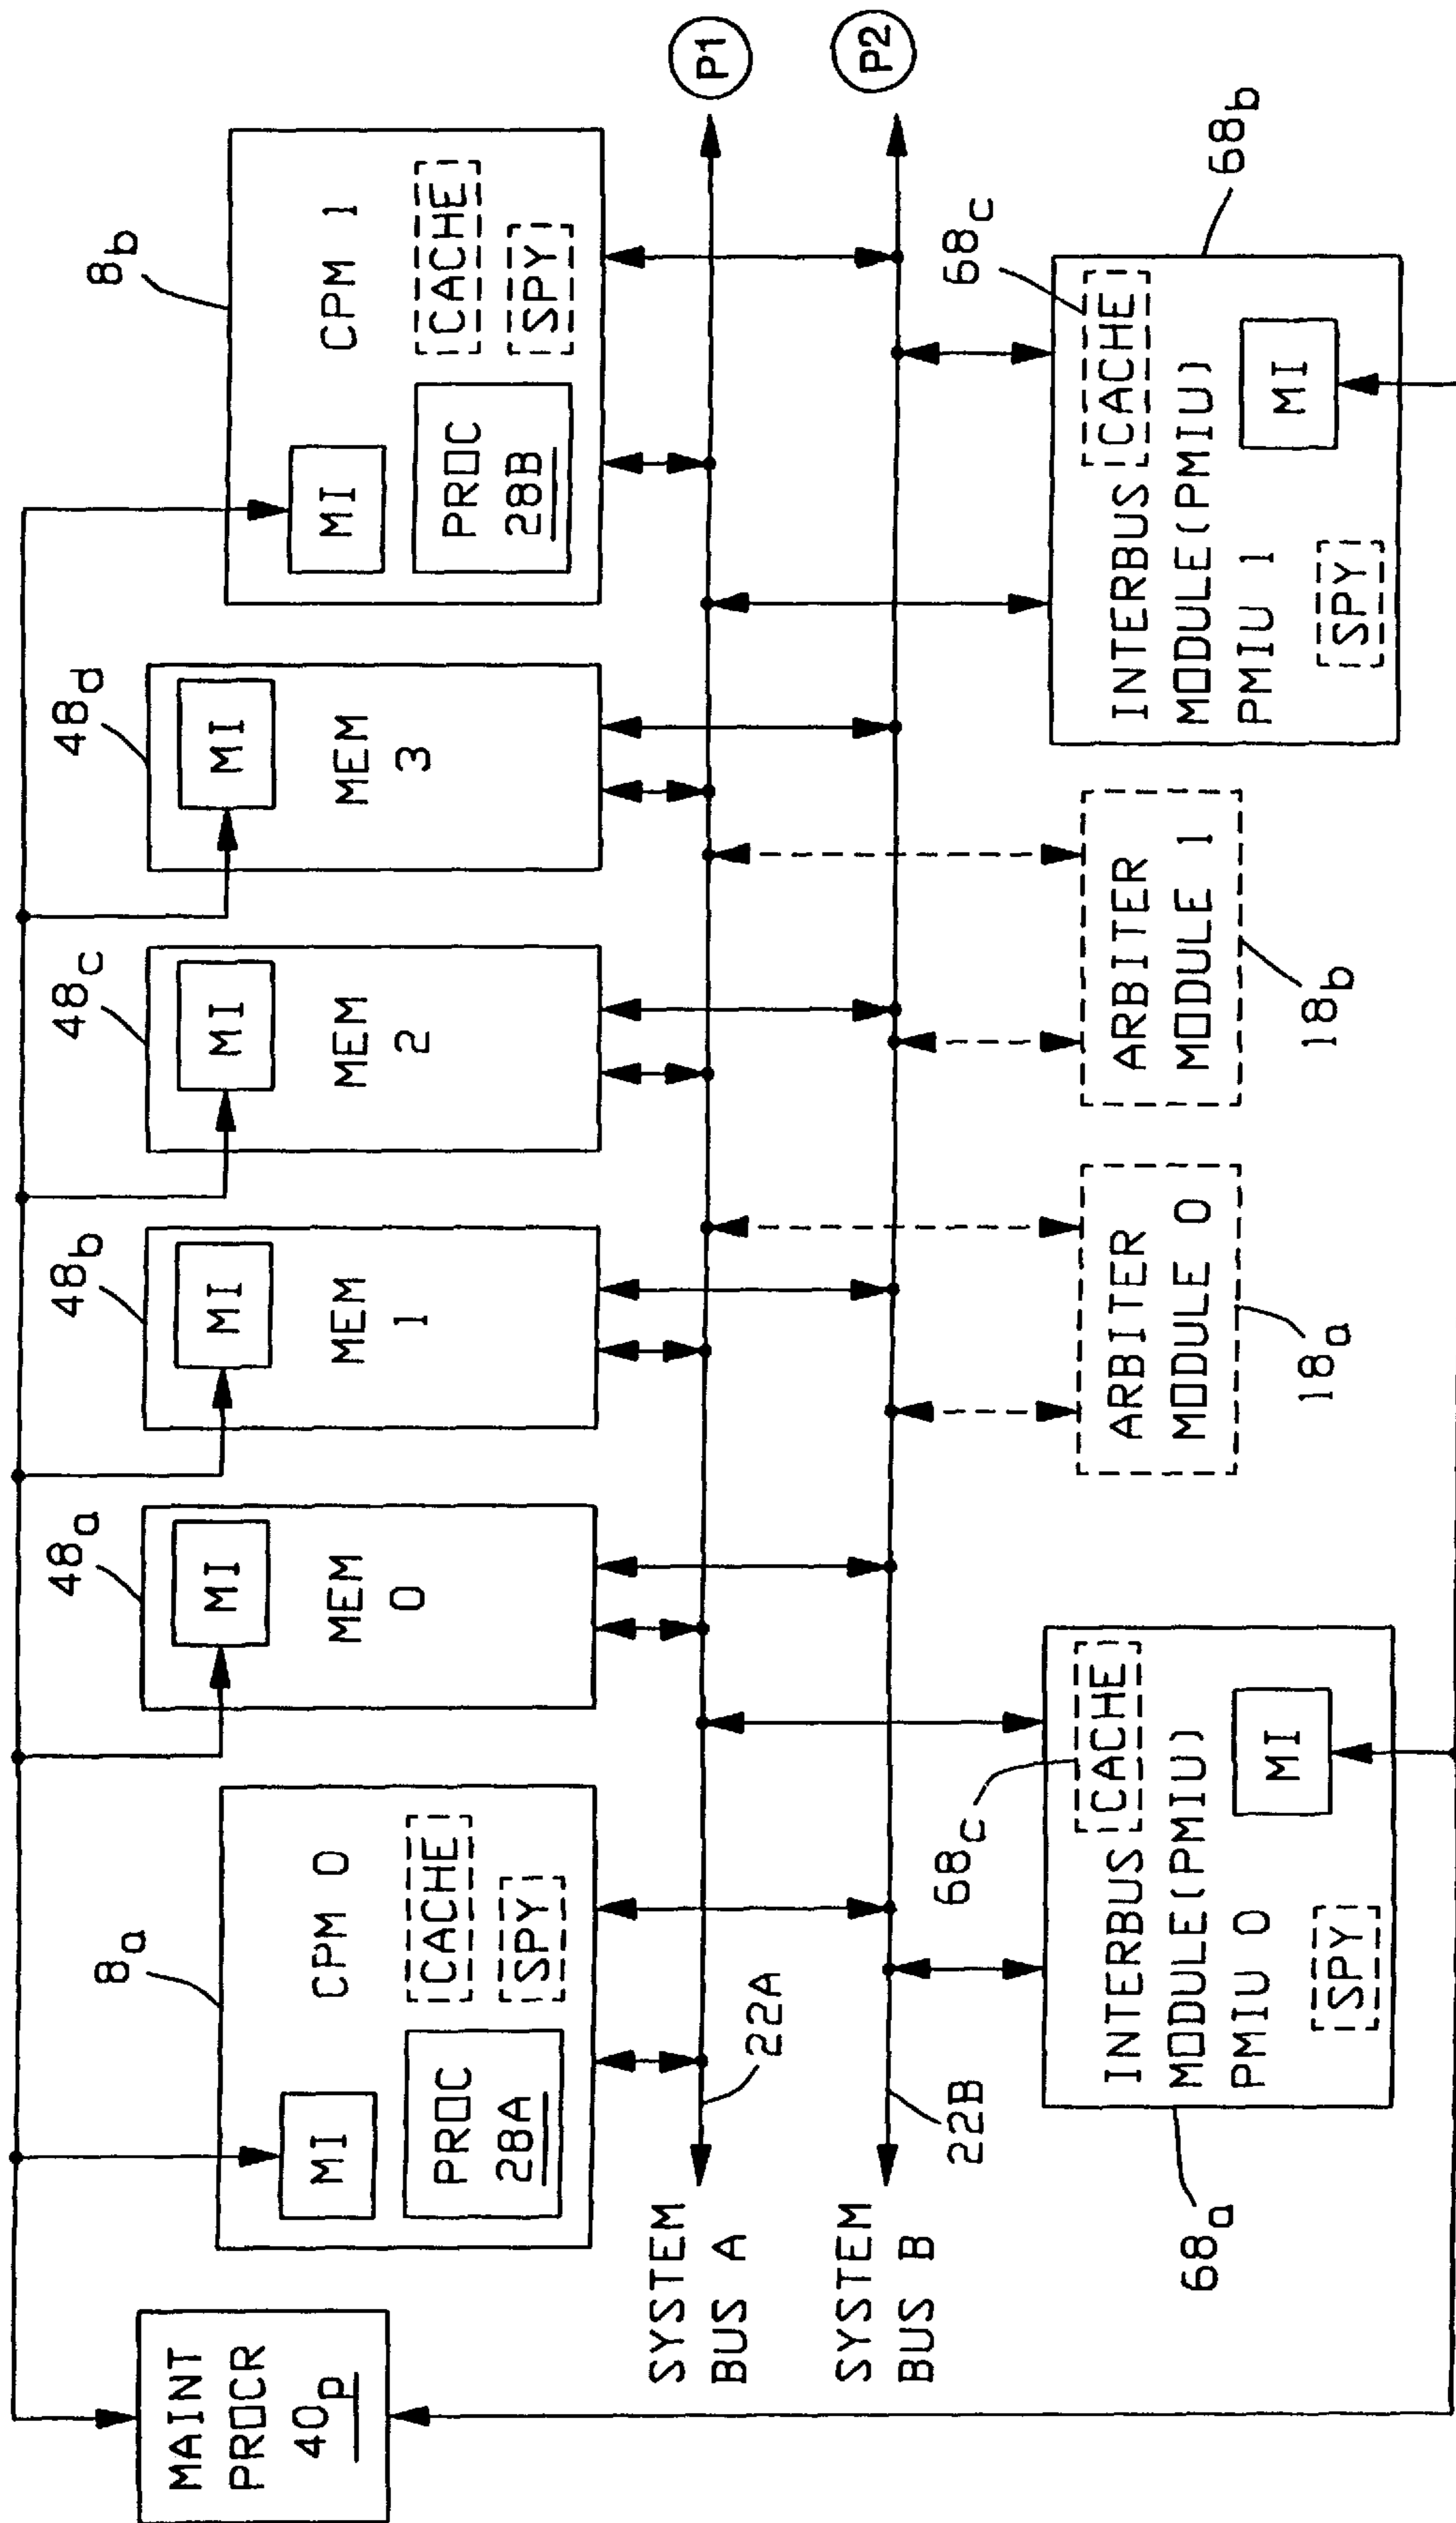 MAINT
PROCR
40p
8a
MI
CPM 0
PROC
28A
CACHE
SPY
48a
MI
MEM
0
48b
MI
MEM
1
48c
MI
MEM
2
48d
MI
MEM
3
8b
MI
CPM 1
PROC
28B
CACHE
SPY
SYSTEM
BUS A
22A
P1
SYSTEM
BUS B
22B
P2
68a
68c
INTERBUS CACHE
MODULE(PMIU)
PMIU 0
MI
SPY
ARBITER
MODULE 0
18a
ARBITER
MODULE 1
18b
68c
68b
INTERBUS CACHE
MODULE(PMIU)
PMIU 1
MI
SPY